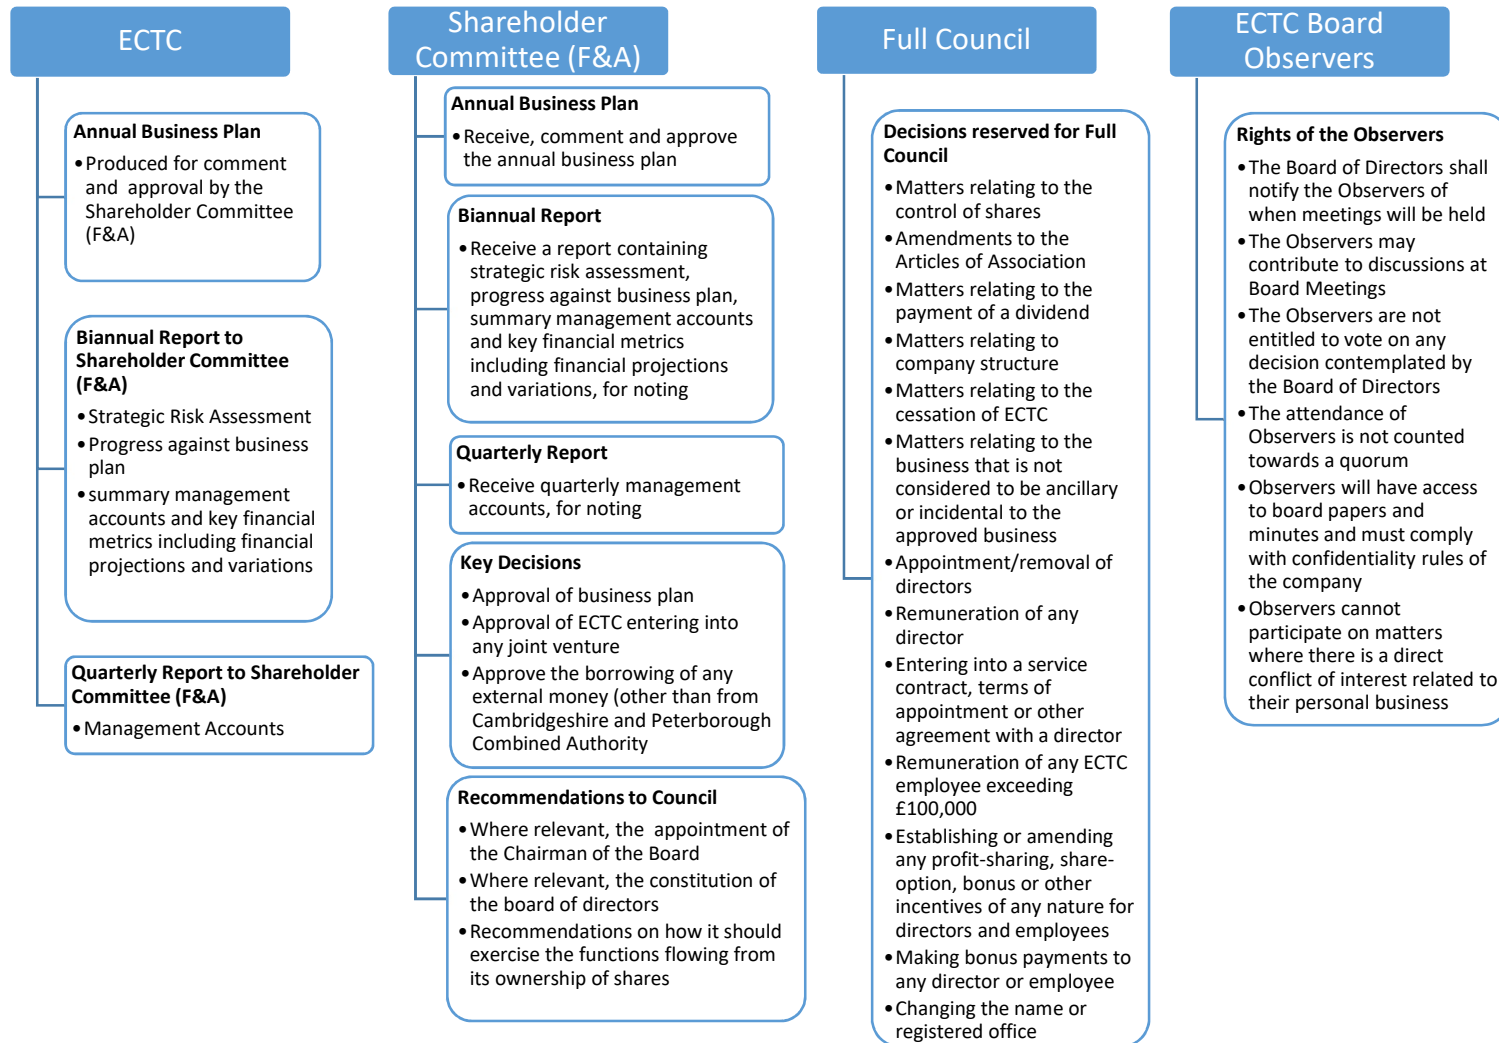 ECTC
Annual Business Plan
•Produced for comment
and approval by the
Shareholder Committee
(F&A)
Biannual Report to
Shareholder Committee
(F&A)
•Strategic Risk Assessment
•Progress against business
plan
•summary management
accounts and key financial
metrics including financial
projections and variations
Quarterly Report to Shareholder
Committee (F&A)
•Management Accounts
Shareholder
Committee (F&A)
Annual Business Plan
•Receive, comment and approve
the annual business plan
Biannual Report
•Receive a report containing
strategic risk assessment,
progress against business plan,
summary management accounts
and key financial metrics
including financial projections
and variations, for noting
Quarterly Report
•Receive quarterly management
accounts, for noting
Key Decisions
•Approval of business plan
•Approval of ECTC entering into
any joint venture
•Approve the borrowing of any
external money (other than from
Cambridgeshire and Peterborough
Combined Authority
Recommendations to Council
•Where relevant, the appointment of
the Chairman of the Board
•Where relevant, the constitution of
the board of directors
•Recommendations on how it should
exercise the functions flowing from
its ownership of shares
Full Council
Decisions reserved for Full
Council
•Matters relating to the
control of shares
•Amendments to the
Articles of Association
•Matters relating to the
payment of a dividend
•Matters relating to
company structure
•Matters relating to the
cessation of ECTC
•Matters relating to the
business that is not
considered to be ancillary
or incidental to the
approved business
•Appointment/removal of
directors
•Remuneration of any
director
•Entering into a service
contract, terms of
appointment or other
agreement with a director
•Remuneration of any ECTC
employee exceeding
£100,000
•Establishing or amending
any profit-sharing, share-
option, bonus or other
incentives of any nature for
directors and employees
•Making bonus payments to
any director or employee
•Changing the name or
registered office
ECTC Board
Observers
Rights of the Observers
•The Board of Directors shall
notify the Observers of
when meetings will be held
•The Observers may
contribute to discussions at
Board Meetings
•The Observers are not
entitled to vote on any
decision contemplated by
the Board of Directors
•The attendance of
Observers is not counted
towards a quorum
•Observers will have access
to board papers and
minutes and must comply
with confidentiality rules of
the company
•Observers cannot
participate on matters
where there is a direct
conflict of interest related to
their personal business